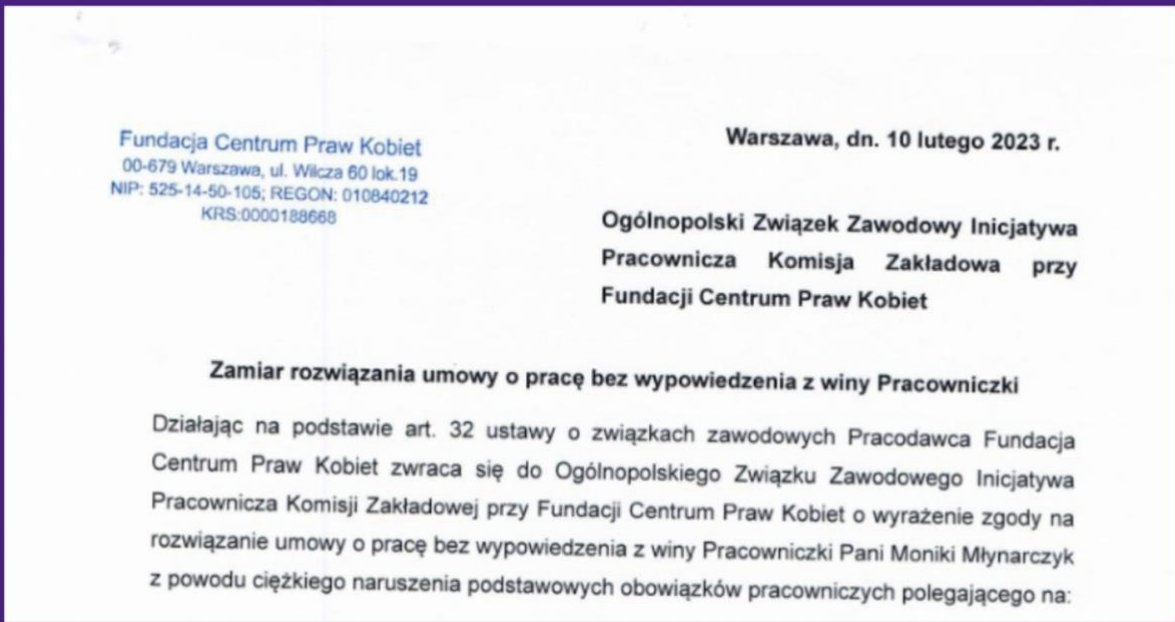 Fundacja Centrum Praw Kobiet
00-679 Warszawa, ul. Wilcza 60 lok.19
NIP: 525-14-50-105; REGON: 010840212
KRS:0000188668
Warszawa, dn. 10 lutego 2023 r.
Ogólnopolski Związek Zawodowy Inicjatywa
Pracownicza Komisja Zakładowa przy
Fundacji Centrum Praw Kobiet
Zamiar rozwiązania umowy o pracę bez wypowiedzenia z winy Pracowniczki
Działając na podstawie art. 32 ustawy o związkach zawodowych Pracodawca Fundacja
Centrum Praw Kobiet zwraca się do Ogólnopolskiego Związku Zawodowego Inicjatywa
Pracownicza Komisji Zakładowej przy Fundacji Centrum Praw Kobiet o wyrażenie zgody na
rozwiązanie umowy o pracę bez wypowiedzenia z winy Pracowniczki Pani Moniki Młynarczyk
z powodu ciężkiego naruszenia podstawowych obowiązków pracowniczych polegającego na: